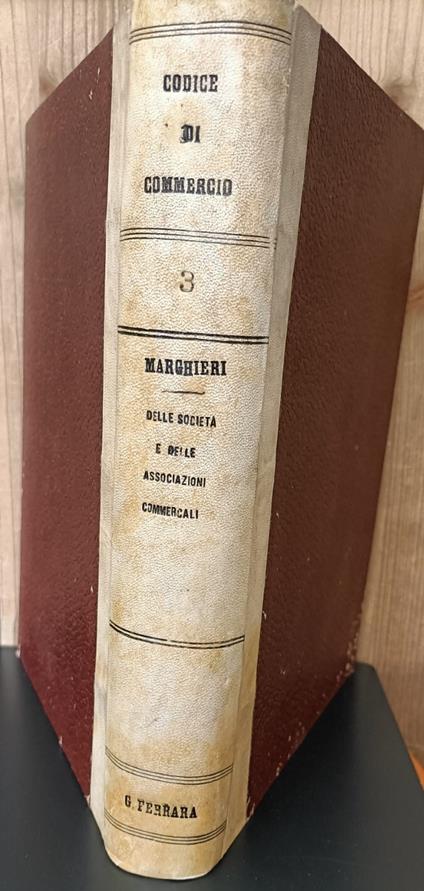 CODICE
DI
COMMERCIO
3
MARGHIERI
DELLE SOCIETÀ
E DELLE
ASSOCIAZIONI
COMMERCALI
G. FERRARA